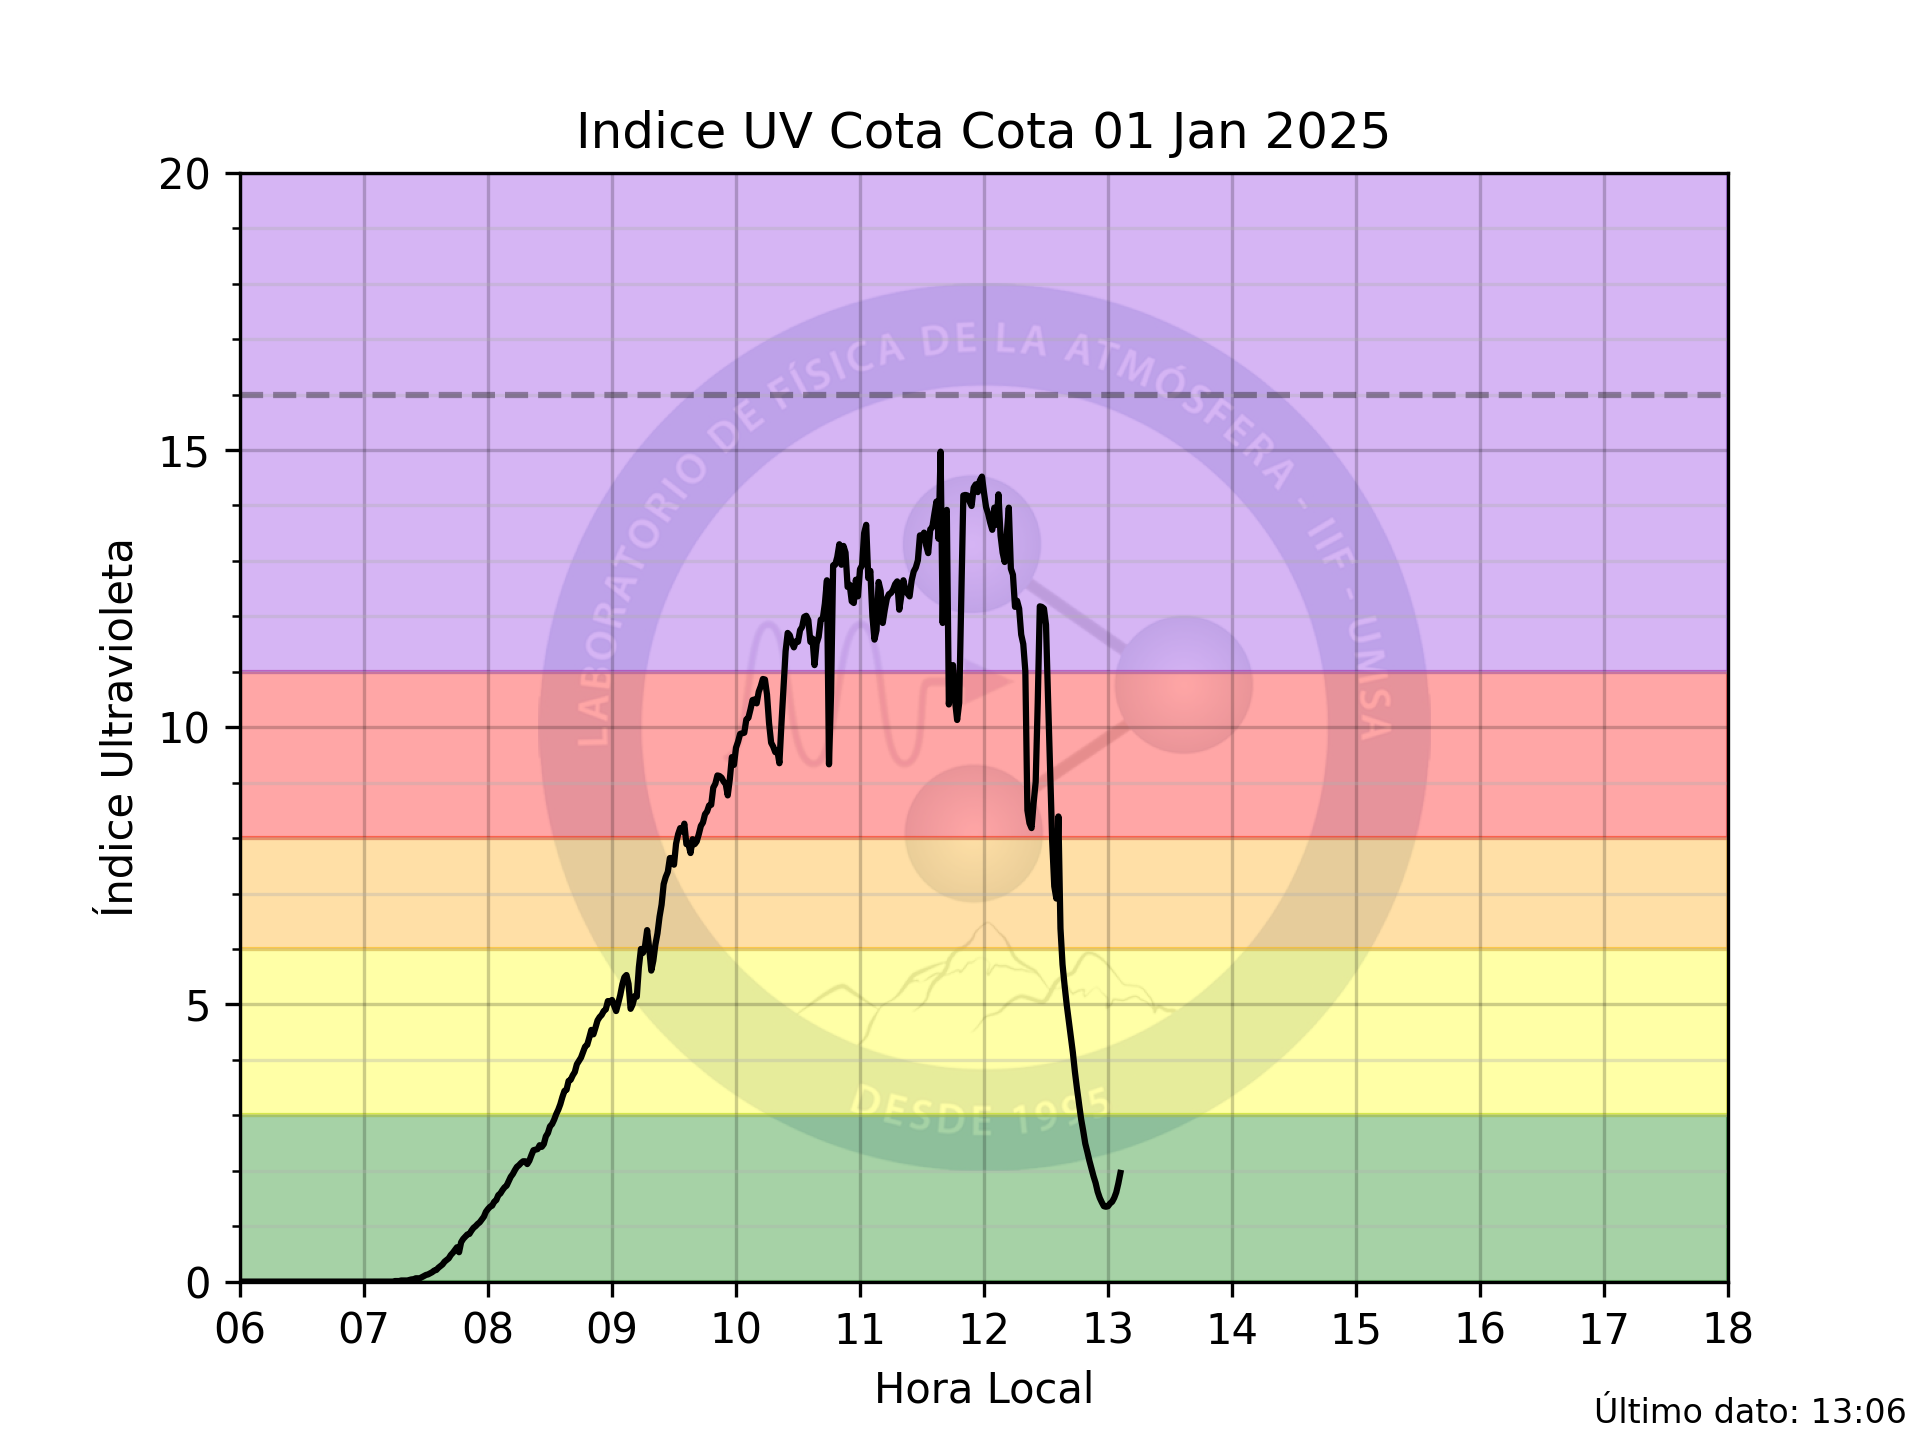 Indice UV Cota Cota 01 Jan 2025
20
15
10
5
0
Índice Ultravioleta
LABORATORIO DE FÍSICA DE LA ATMÓSFERA - IIF - UMSA
DESDE 1995
06 07 08 09 10 11 12 13 14 15 16 17 18
Hora Local
Último dato: 13:06